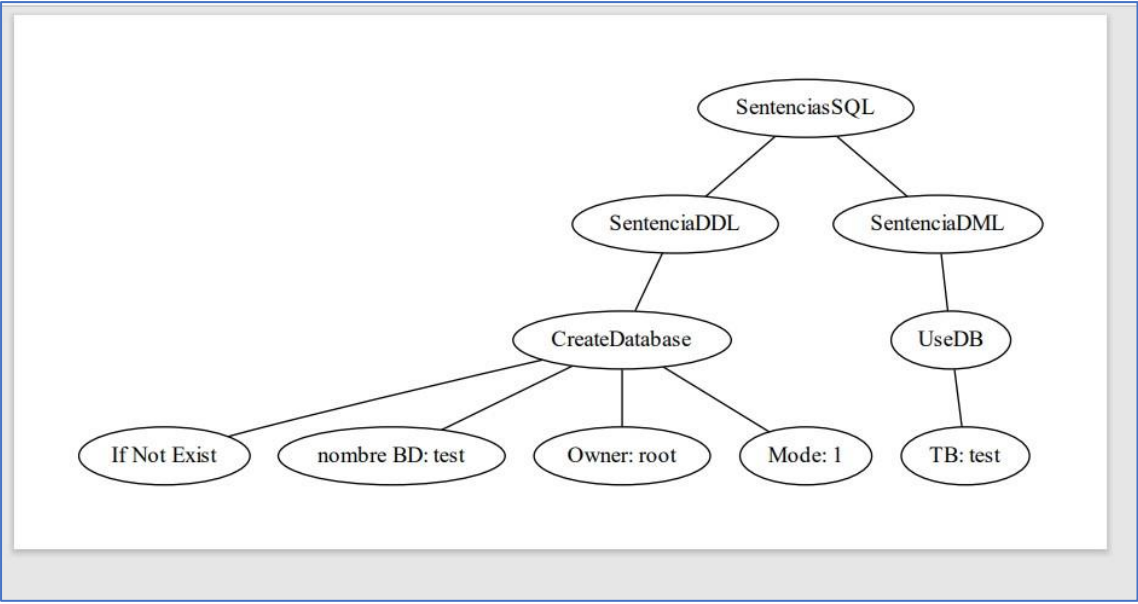 SentenciasSQL
SentenciaDDL
SentenciaDML
CreateDatabase
UseDB
If Not Exist
nombre BD: test
Owner: root
Mode: 1
TB: test